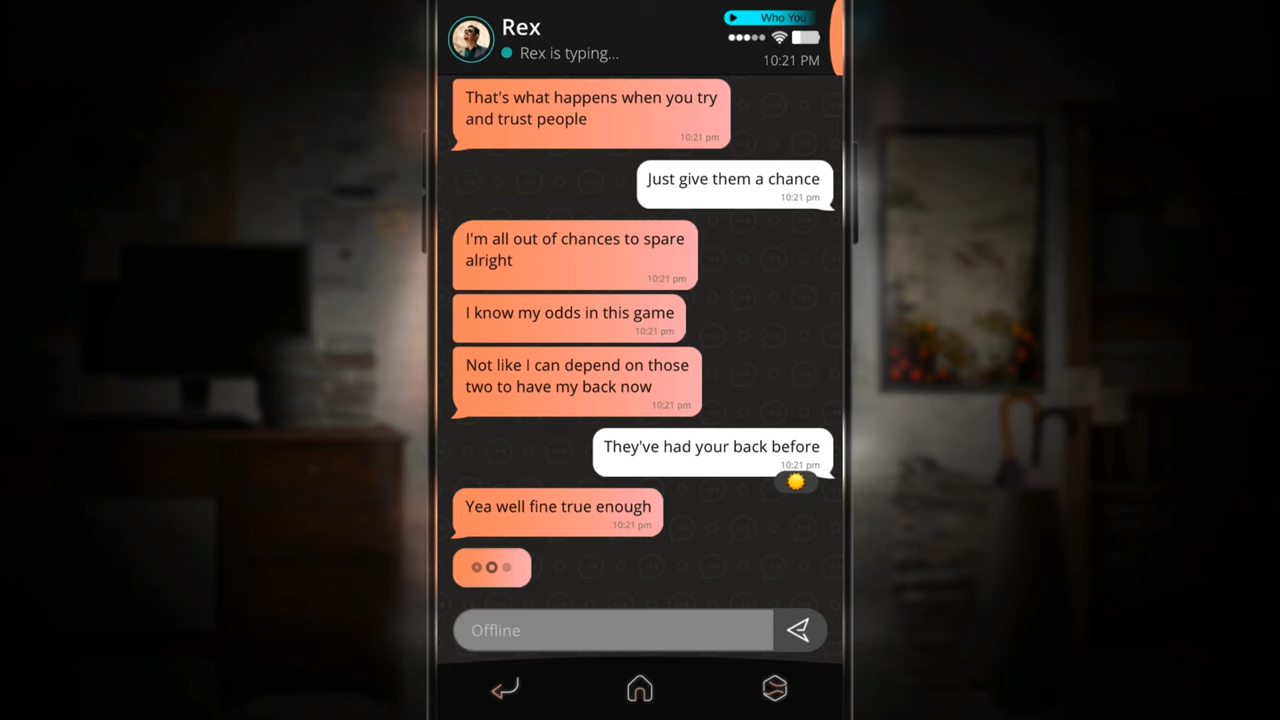 Rex
Who You
Rex is typing...
10:21 PM
That's what happens when you try
and trust people
10:21 pm
Just give them a chance
10:21 pm
I'm all out of chances to spare
alright
10:21 pm
I know my odds in this game
10:21 pm
Not like I can depend on those
two to have my back now
10:21 pm
They've had your back before
10:21 pm
Yea well fine true enough
10:21 pm
Offline